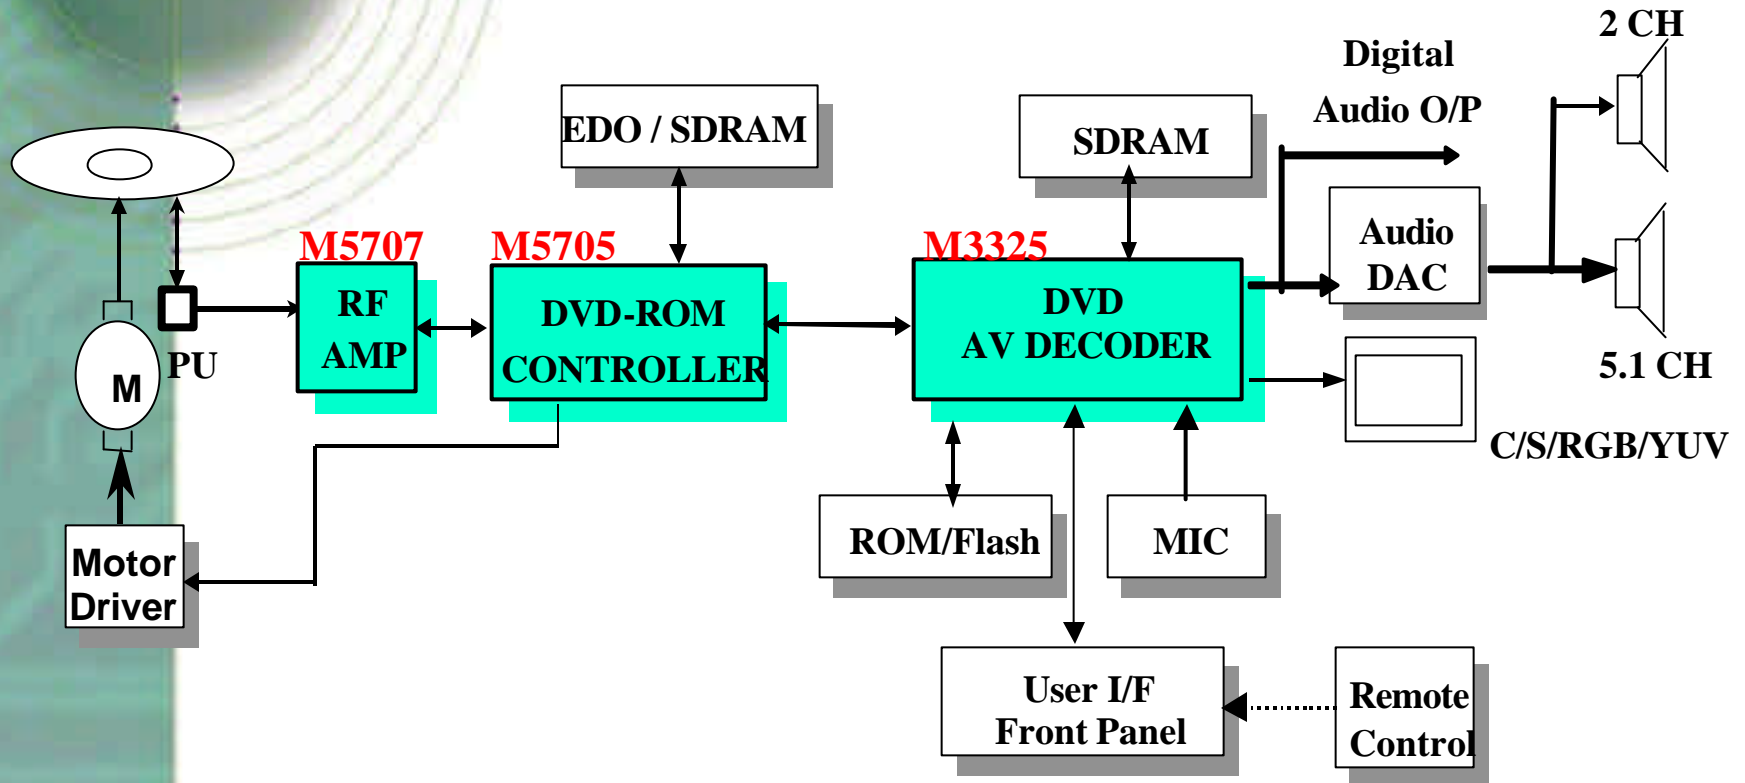 2 CH
Digital
Audio O/P
EDO / SDRAM
SDRAM
M5707
M5705
M3325
Audio
DAC
RF
AMP
DVD-ROM
CONTROLLER
DVD
AV DECODER
PU
M
5.1 CH
C/S/RGB/YUV
ROM/Flash
MIC
Motor
Driver
User I/F
Front Panel
Remote
Control